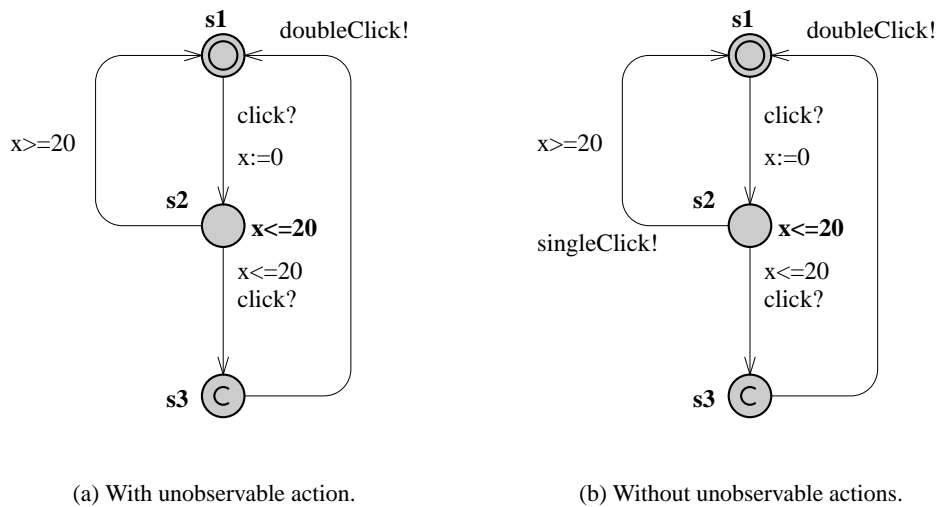 s1
doubleClick!
click?
x>=20
x:=0
s2
x<=20
x<=20
click?
s3
C
(a) With unobservable action.
s1
doubleClick!
click?
x>=20
x:=0
s2
x<=20
singleClick!
x<=20
click?
s3
C
(b) Without unobservable actions.